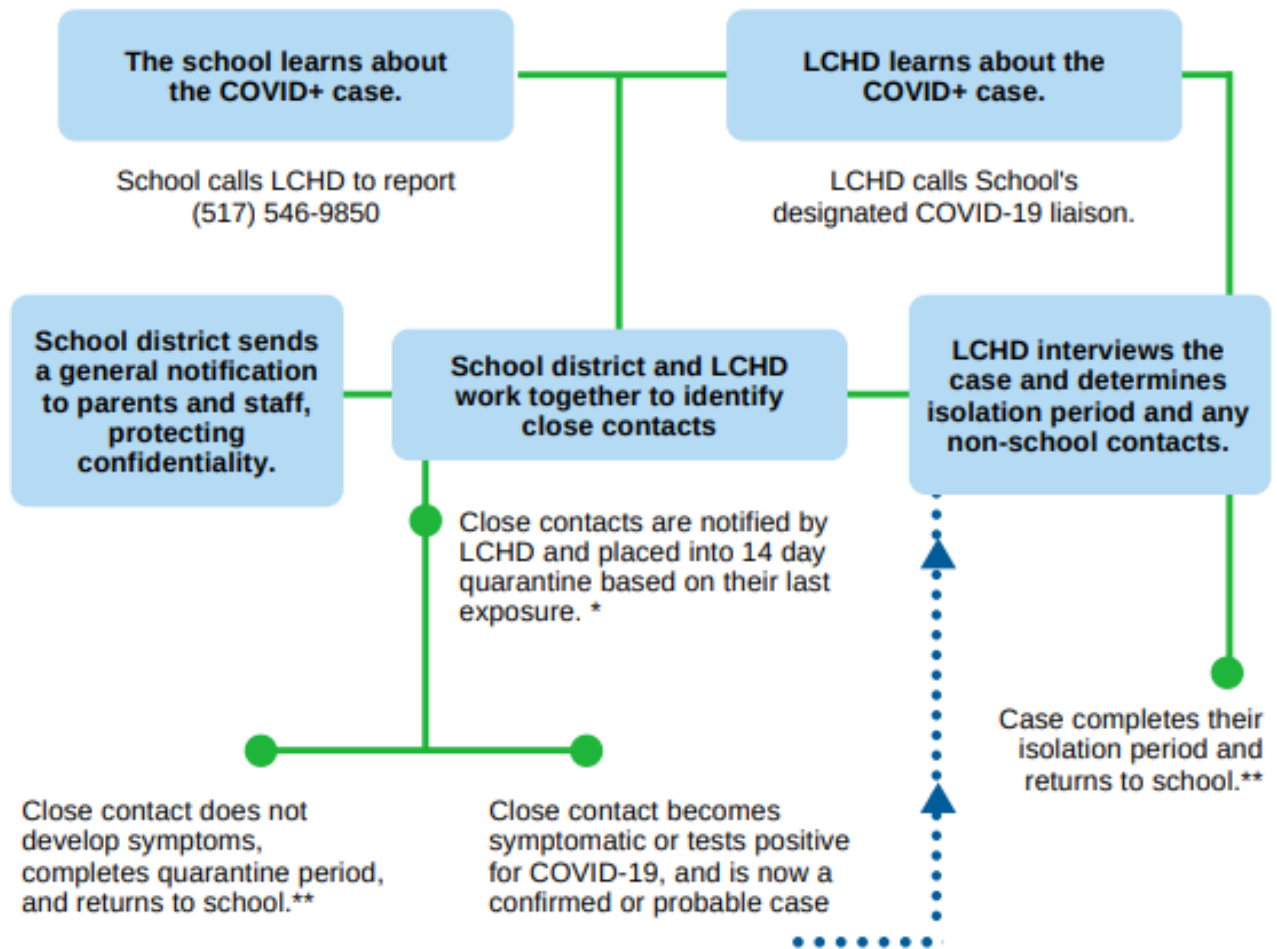 The school learns about
the COVID+ case.
LCHD learns about the
COVID+ case.
School calls LCHD to report
(517) 546-9850
LCHD calls School's
designated COVID-19 liaison.
School district sends
a general notification
to parents and staff,
protecting
confidentiality.
School district and LCHD
work together to identify
close contacts
LCHD interviews the
case and determines
isolation period and any
non-school contacts.
Close contacts are notified by
LCHD and placed into 14 day
quarantine based on their last
exposure. *
Case completes their
isolation period and
returns to school.**
Close contact does not
develop symptoms,
completes quarantine period,
and returns to school.**
Close contact becomes
symptomatic or tests positive
for COVID-19, and is now a
confirmed or probable case